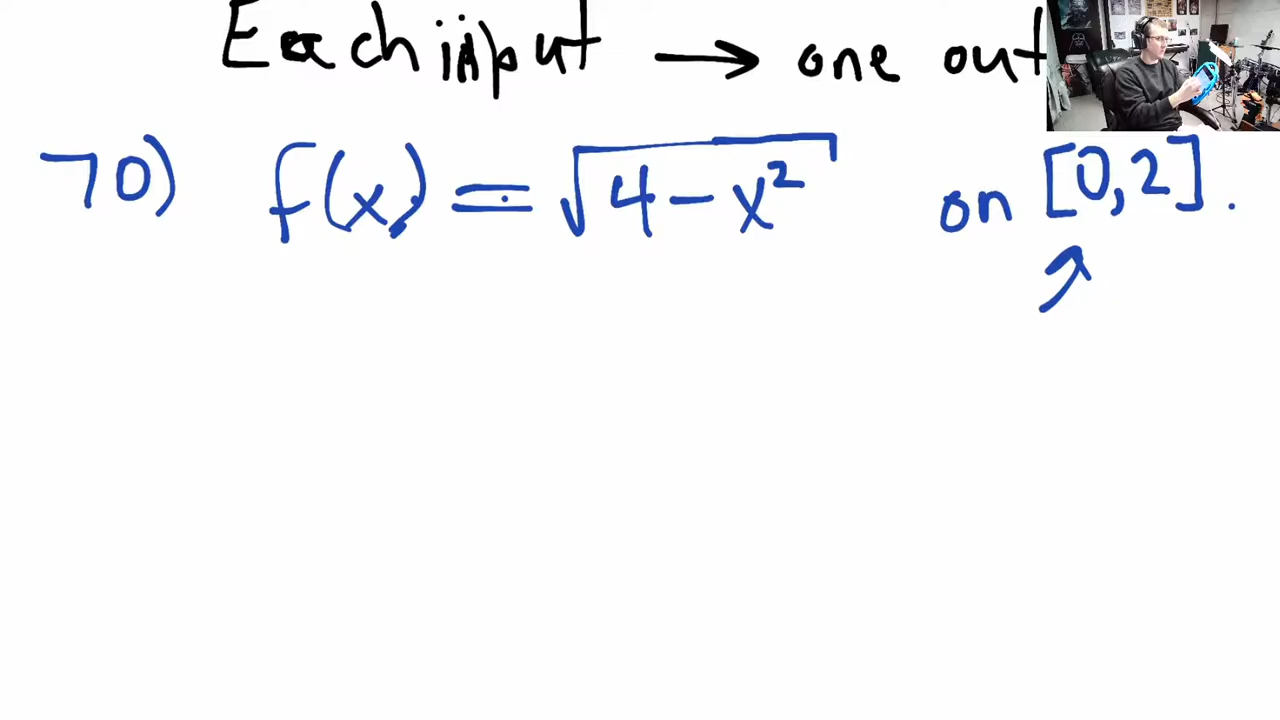 Each input → one out
70) f(x) = √4-x² on [0,2].